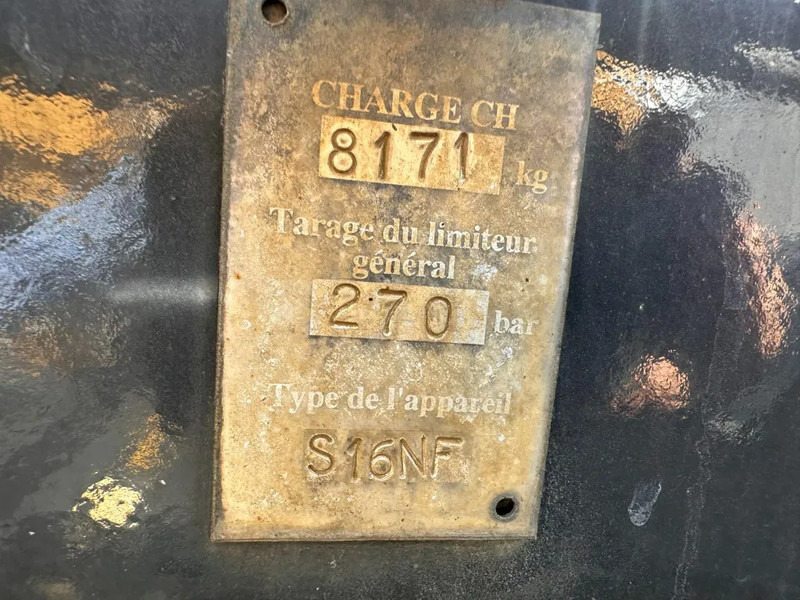 CHARGE CH
8171 kg
Tarage du limiteur
général
270 bar
Type de l'appareil
S16NF